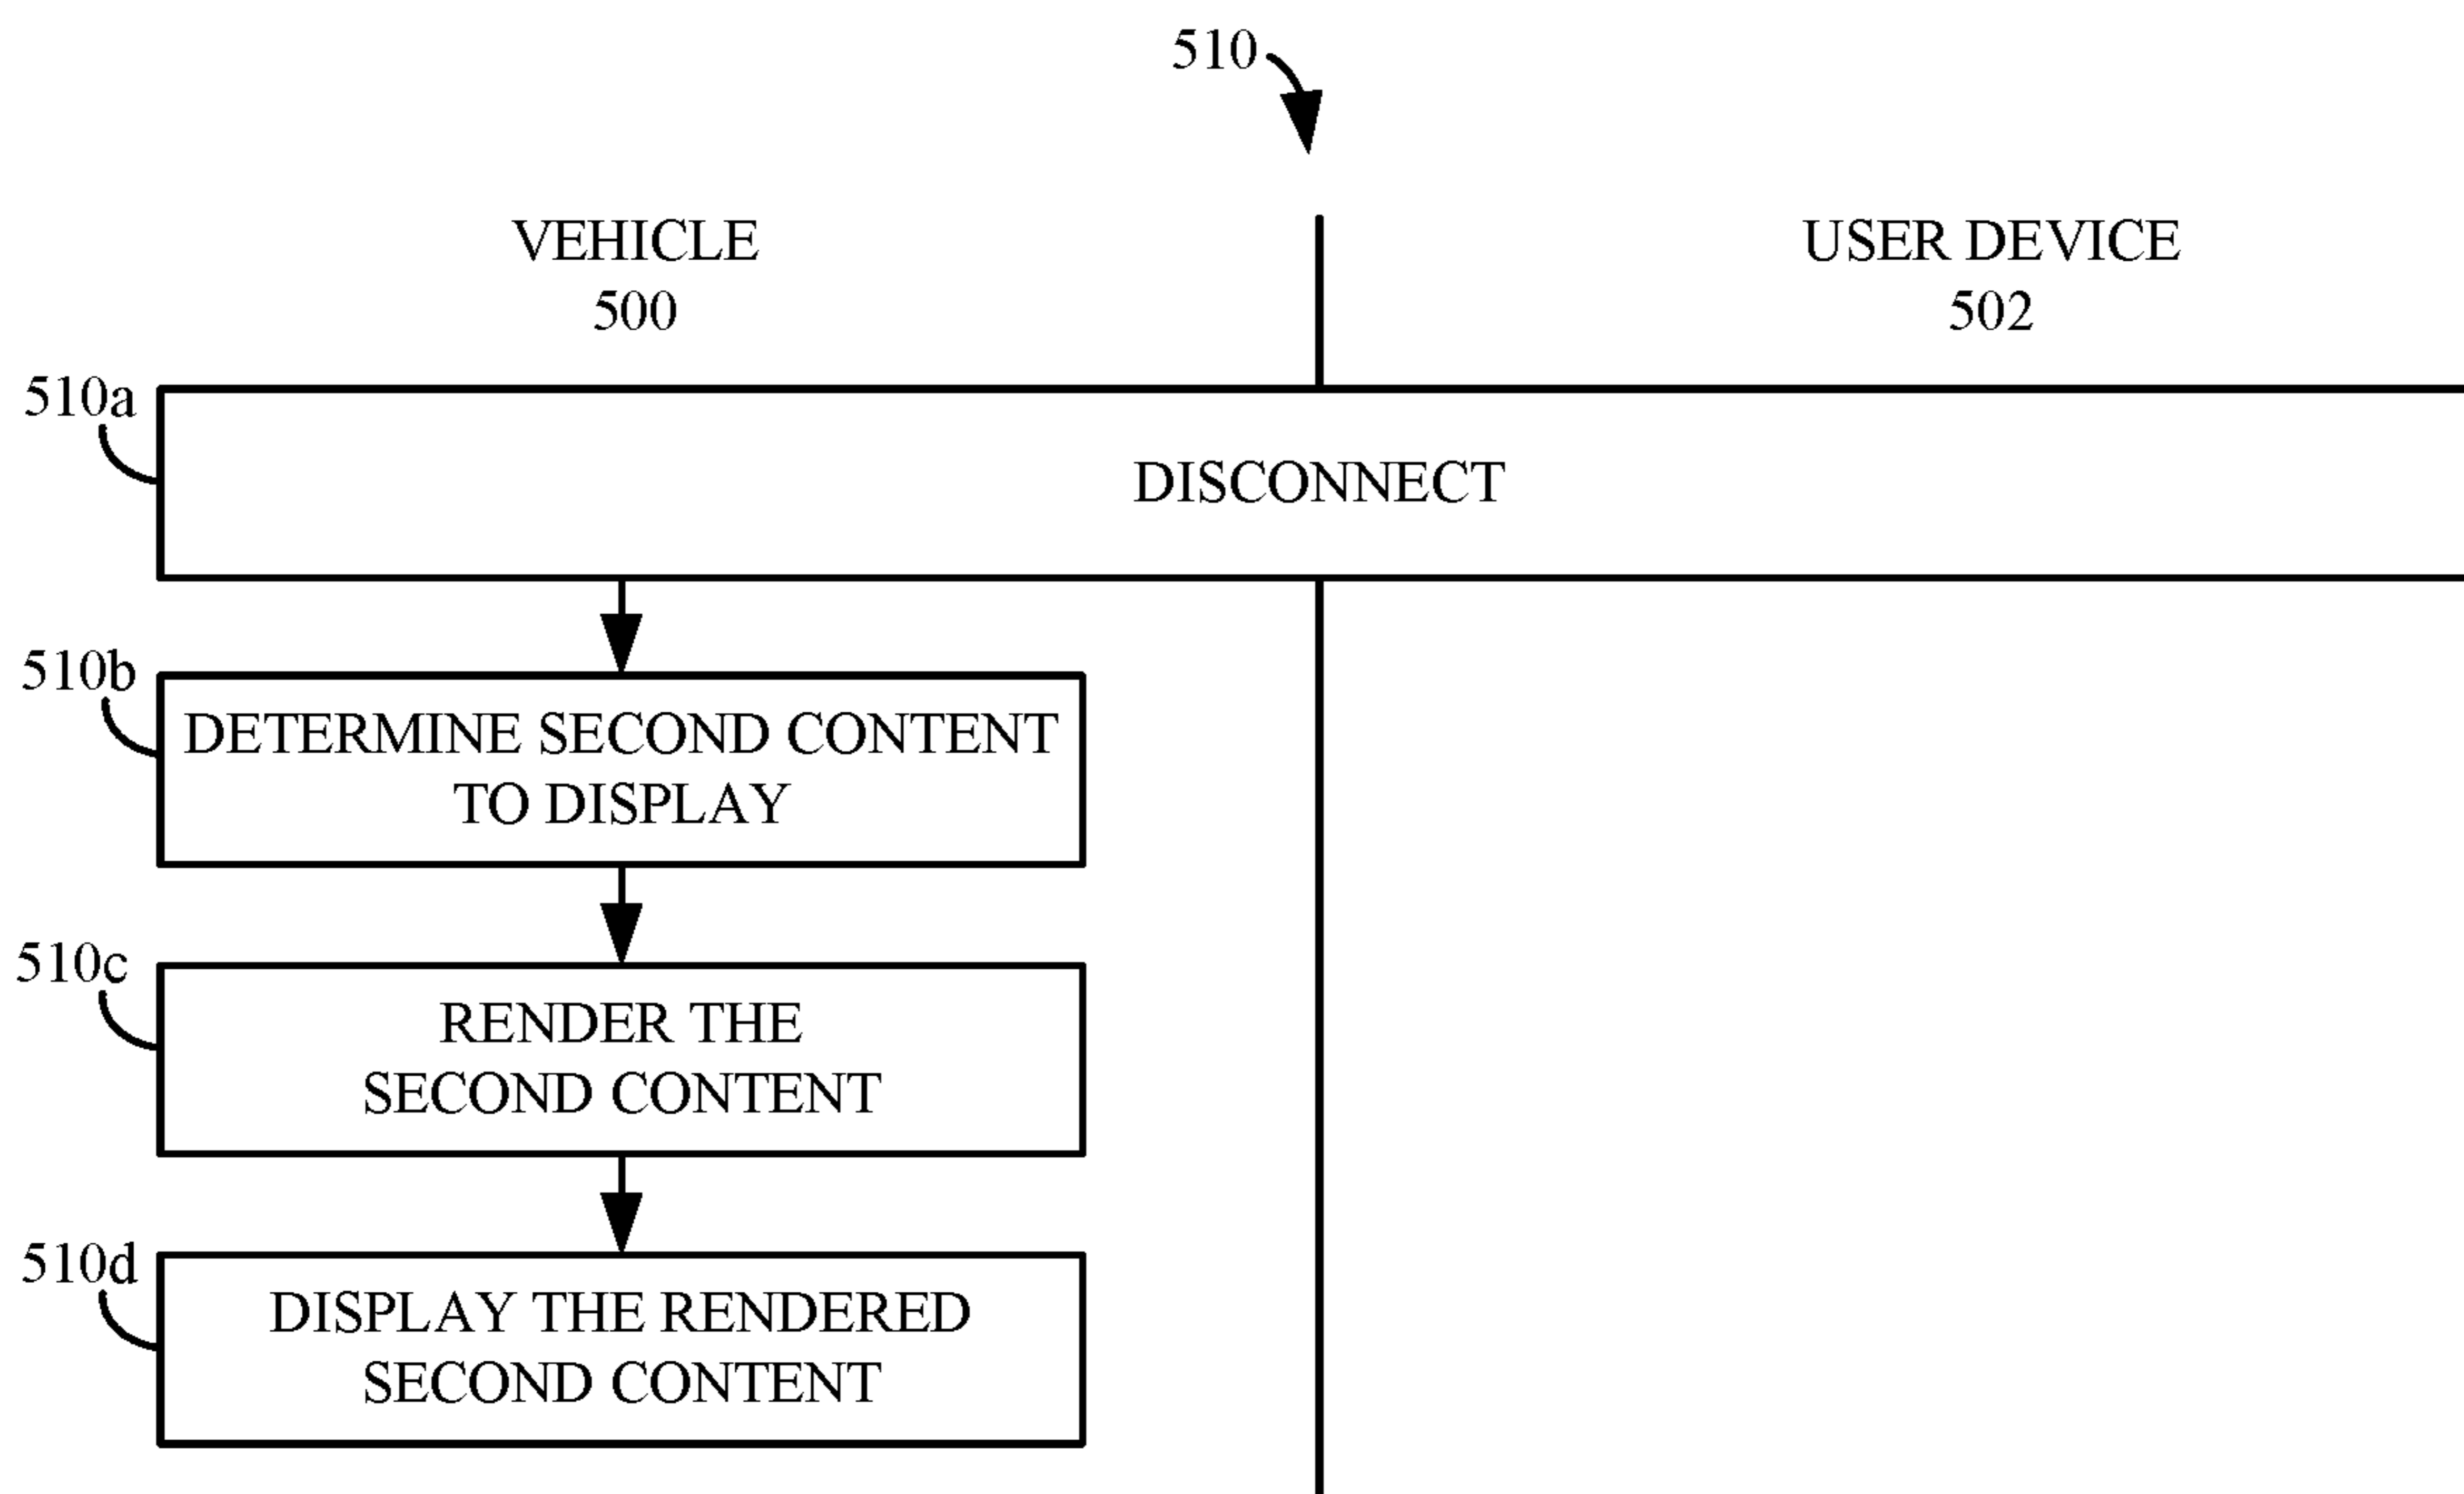 510
VEHICLE
500
USER DEVICE
502
510a
DISCONNECT
510b
DETERMINE SECOND CONTENT
TO DISPLAY
510c
RENDER THE
SECOND CONTENT
510d
DISPLAY THE RENDERED
SECOND CONTENT